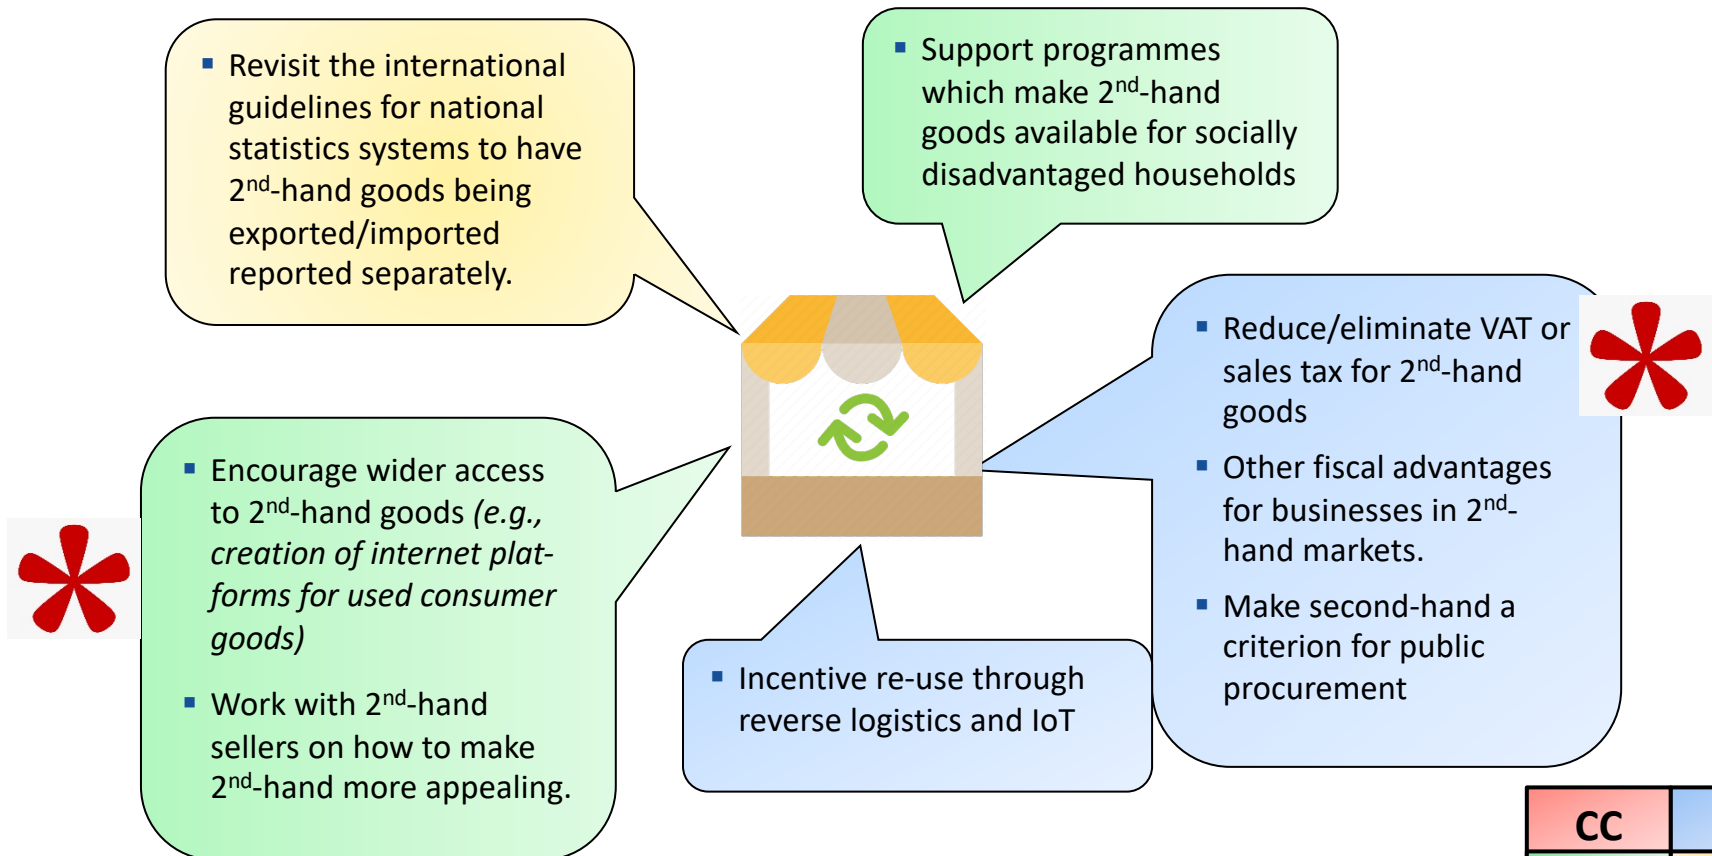 ▪ Revisit the international
guidelines for national
statistics systems to have
2nd-hand goods being
exported/imported
reported separately.
▪ Support programmes
which make 2nd-hand
goods available for socially
disadvantaged households
▪ Reduce/eliminate VAT or
sales tax for 2nd-hand
goods
▪ Other fiscal advantages
for businesses in 2nd-
hand markets.
▪ Make second-hand a
criterion for public
procurement
▪ Encourage wider access
to 2nd-hand goods (e.g.,
creation of internet plat-
forms for used consumer
goods)
▪ Work with 2nd-hand
sellers on how to make
2nd-hand more appealing.
▪ Incentive re-use through
reverse logistics and IoT
CC